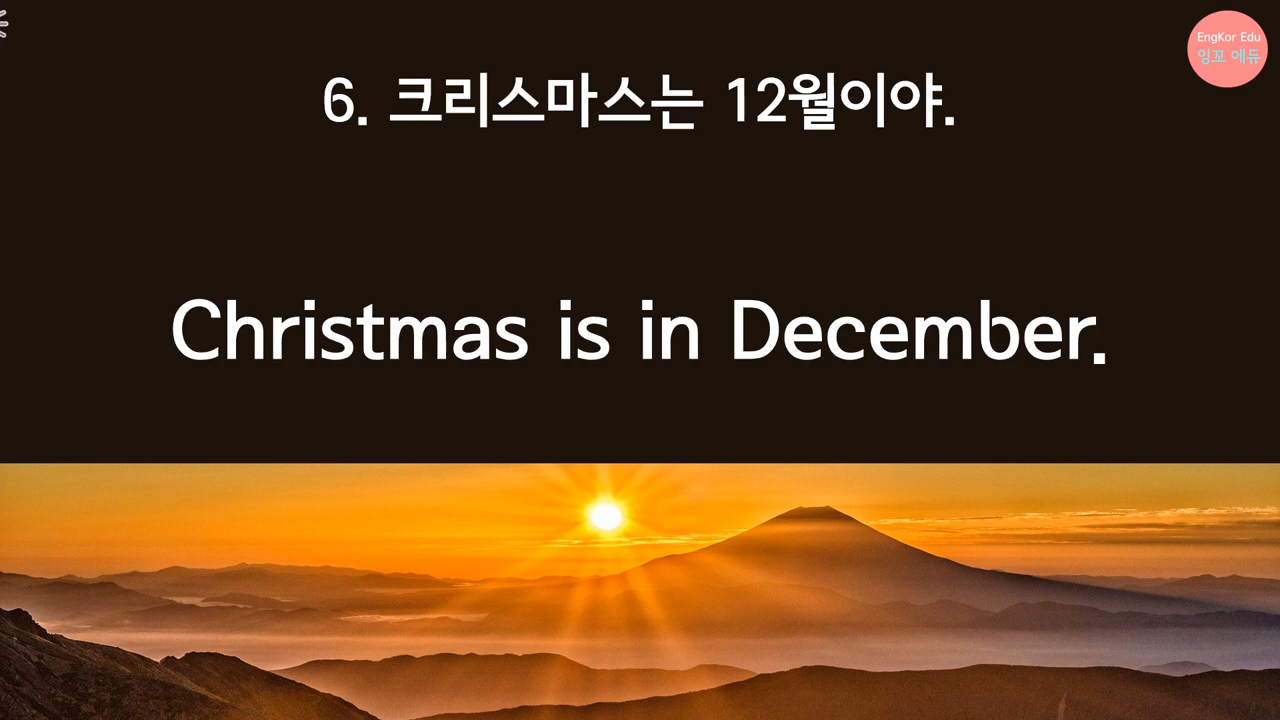 EngKor Edu
잉꼬 에듀
6. 크리스마스는 12월이야.
Christmas is in December.